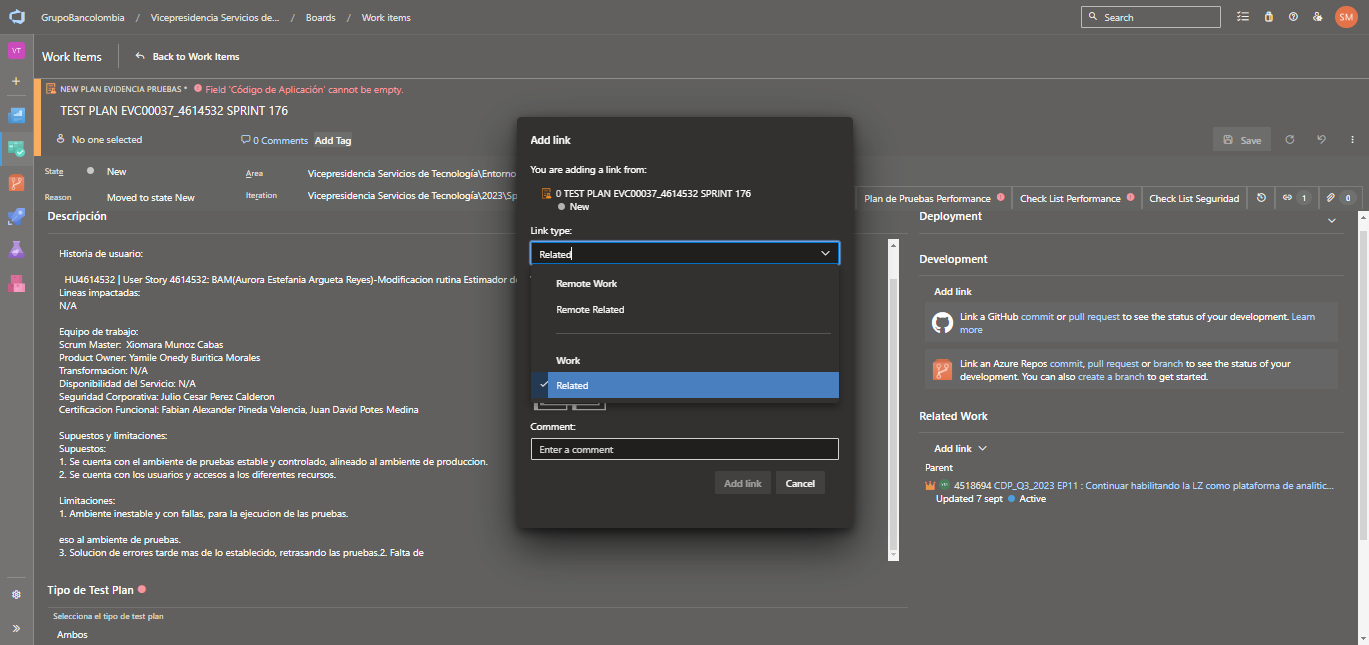 GrupoBancolombia / Vicepresidencia Servicios de... / Boards / Work items
Search
SM
VT
Work Items
Back to Work Items
NEW PLAN EVIDENCIA PRUEBAS * Field 'Código de Aplicación' cannot be empty.
TEST PLAN EVC00037_4614532 SPRINT 176
No one selected
0 Comments
Add Tag
Save
State
New
Area
Vicepresidencia Servicios de Tecnología\Entorno
Reason
Moved to state New
Iteration
Vicepresidencia Servicios de Tecnología\2023\Sp
Plan de Pruebas Performance
Check List Performance
Check List Seguridad
1
0
Descripción
Historia de usuario:
HU4614532 | User Story 4614532: BAM(Aurora Estefania Argueta Reyes)-Modificacion rutina Estimador de
Lineas impactadas:
N/A
Equipo de trabajo:
Scrum Master: Xiomara Munoz Cabas
Product Owner: Yamile Onedy Buritica Morales
Transformacion: N/A
Disponibilidad del Servicio: N/A
Seguridad Corporativa: Julio Cesar Perez Calderon
Certificacion Funcional: Fabian Alexander Pineda Valencia, Juan David Potes Medina
Supuestos y limitaciones:
Supuestos:
1. Se cuenta con el ambiente de pruebas estable y controlado, alineado al ambiente de produccion.
2. Se cuenta con los usuarios y accesos a los diferentes recursos.
Limitaciones:
1. Ambiente inestable y con fallas, para la ejecucion de las pruebas.
eso al ambiente de pruebas.
3. Solucion de errores tarde mas de lo establecido, retrasando las pruebas.2. Falta de
Tipo de Test Plan
Selecciona el tipo de test plan
Ambos
Add link
You are adding a link from:
0 TEST PLAN EVC00037_4614532 SPRINT 176
New
Link type:
Related
Remote Work
Remote Related
Work
Related
Comment:
Enter a comment
Add link
Cancel
Deployment
Development
Add link
Link a GitHub commit or pull request to see the status of your development. Learn
more
Link an Azure Repos commit, pull request or branch to see the status of your
development. You can also create a branch to get started.
Related Work
Add link
Parent
4518694 CDP_Q3_2023 EP11 : Continuar habilitando la LZ como plataforma de analitic...
Updated 7 sept Active